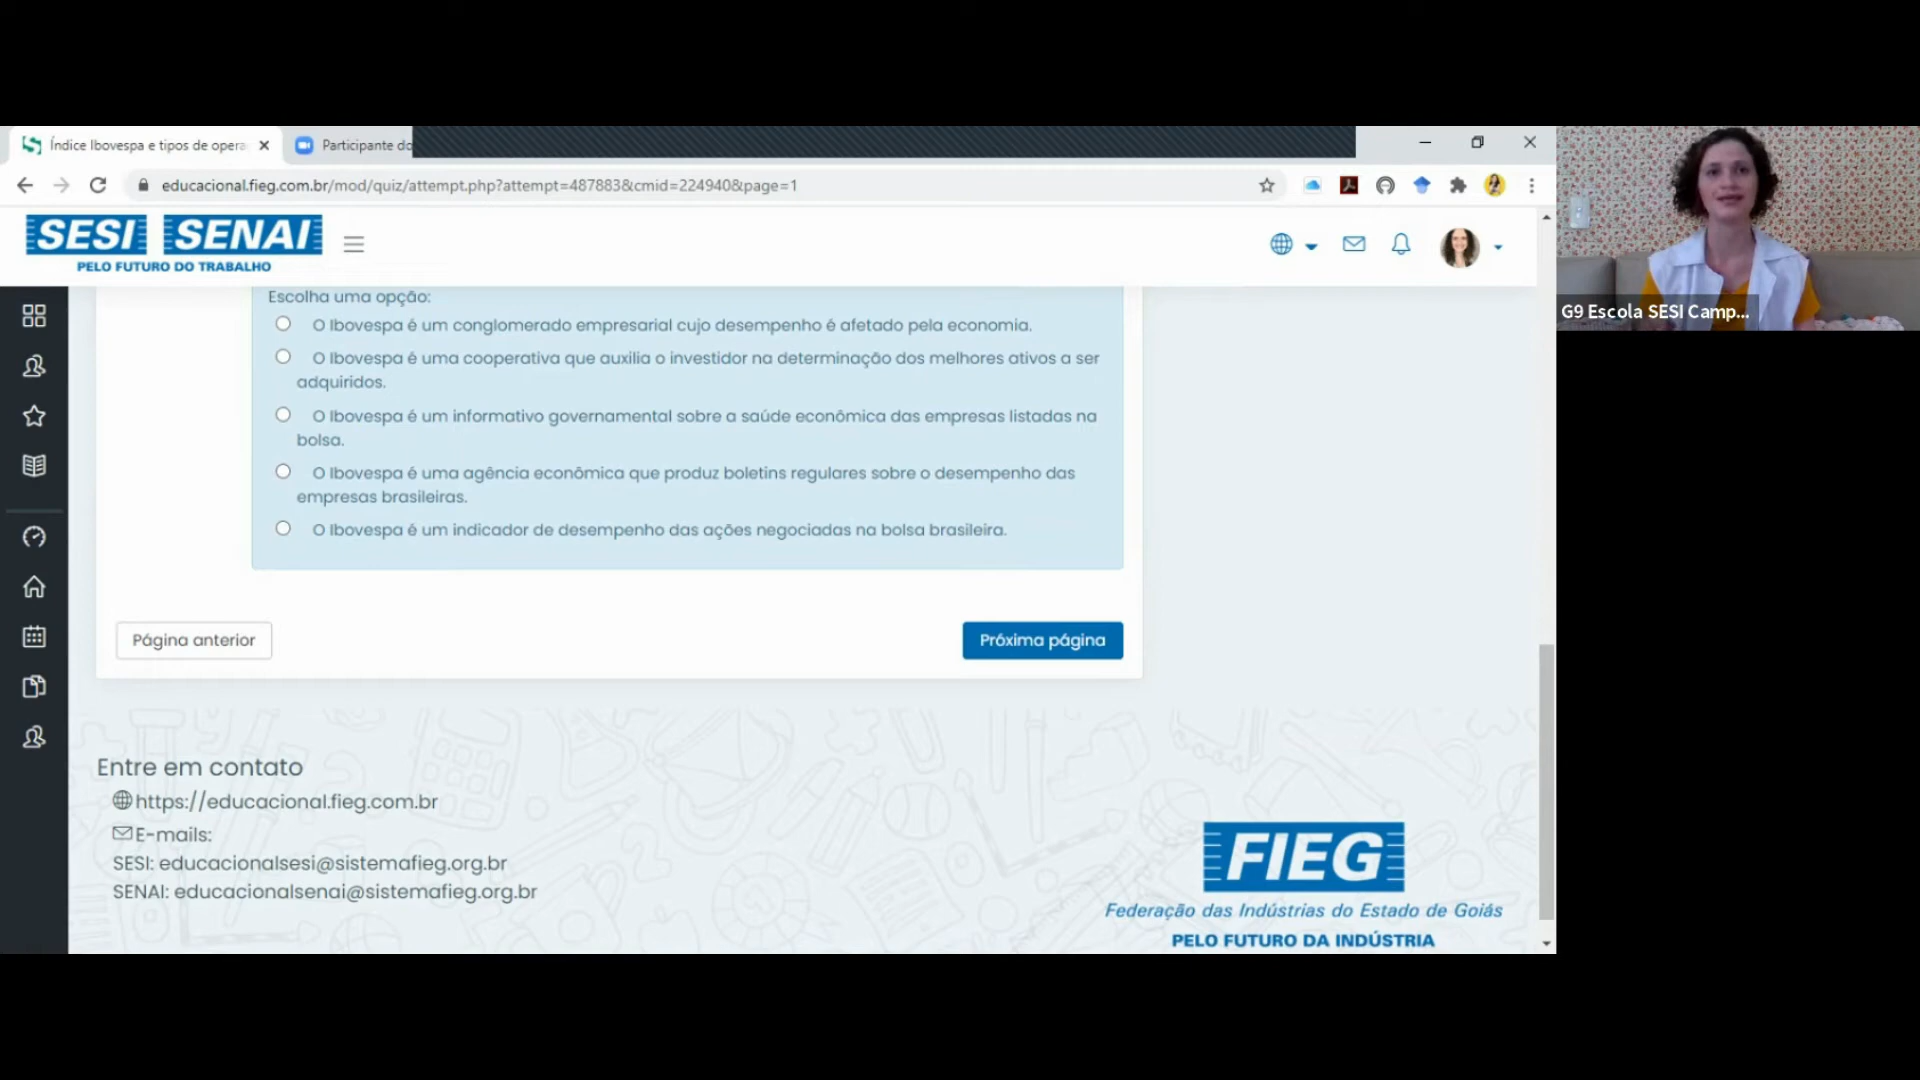 Índice Ibovespa e tipos de opera
Participante do
educacional.fieg.com.br/mod/quiz/attempt.php?attempt=487883&cmid=224940&page=1
SESI SENAI
PELO FUTURO DO TRABALHO
G9 Escola SESI Camp...
Escolha uma opção:
O Ibovespa é um conglomerado empresarial cujo desempenho é afetado pela economia.
O Ibovespa é uma cooperativa que auxilia o investidor na determinação dos melhores ativos a ser
adquiridos.
O Ibovespa é um informativo governamental sobre a saúde econômica das empresas listadas na
bolsa.
O Ibovespa é uma agência econômica que produz boletins regulares sobre o desempenho das
empresas brasileiras.
O Ibovespa é um indicador de desempenho das ações negociadas na bolsa brasileira.
Página anterior
Próxima página
Entre em contato
https://educacional.fieg.com.br
E-mails:
SESI: educacionalsesi@sistemafieg.org.br
SENAI: educacionalsenai@sistemafieg.org.br
FIEG
Federação das Indústrias do Estado de Goiás
PELO FUTURO DA INDÚSTRIA